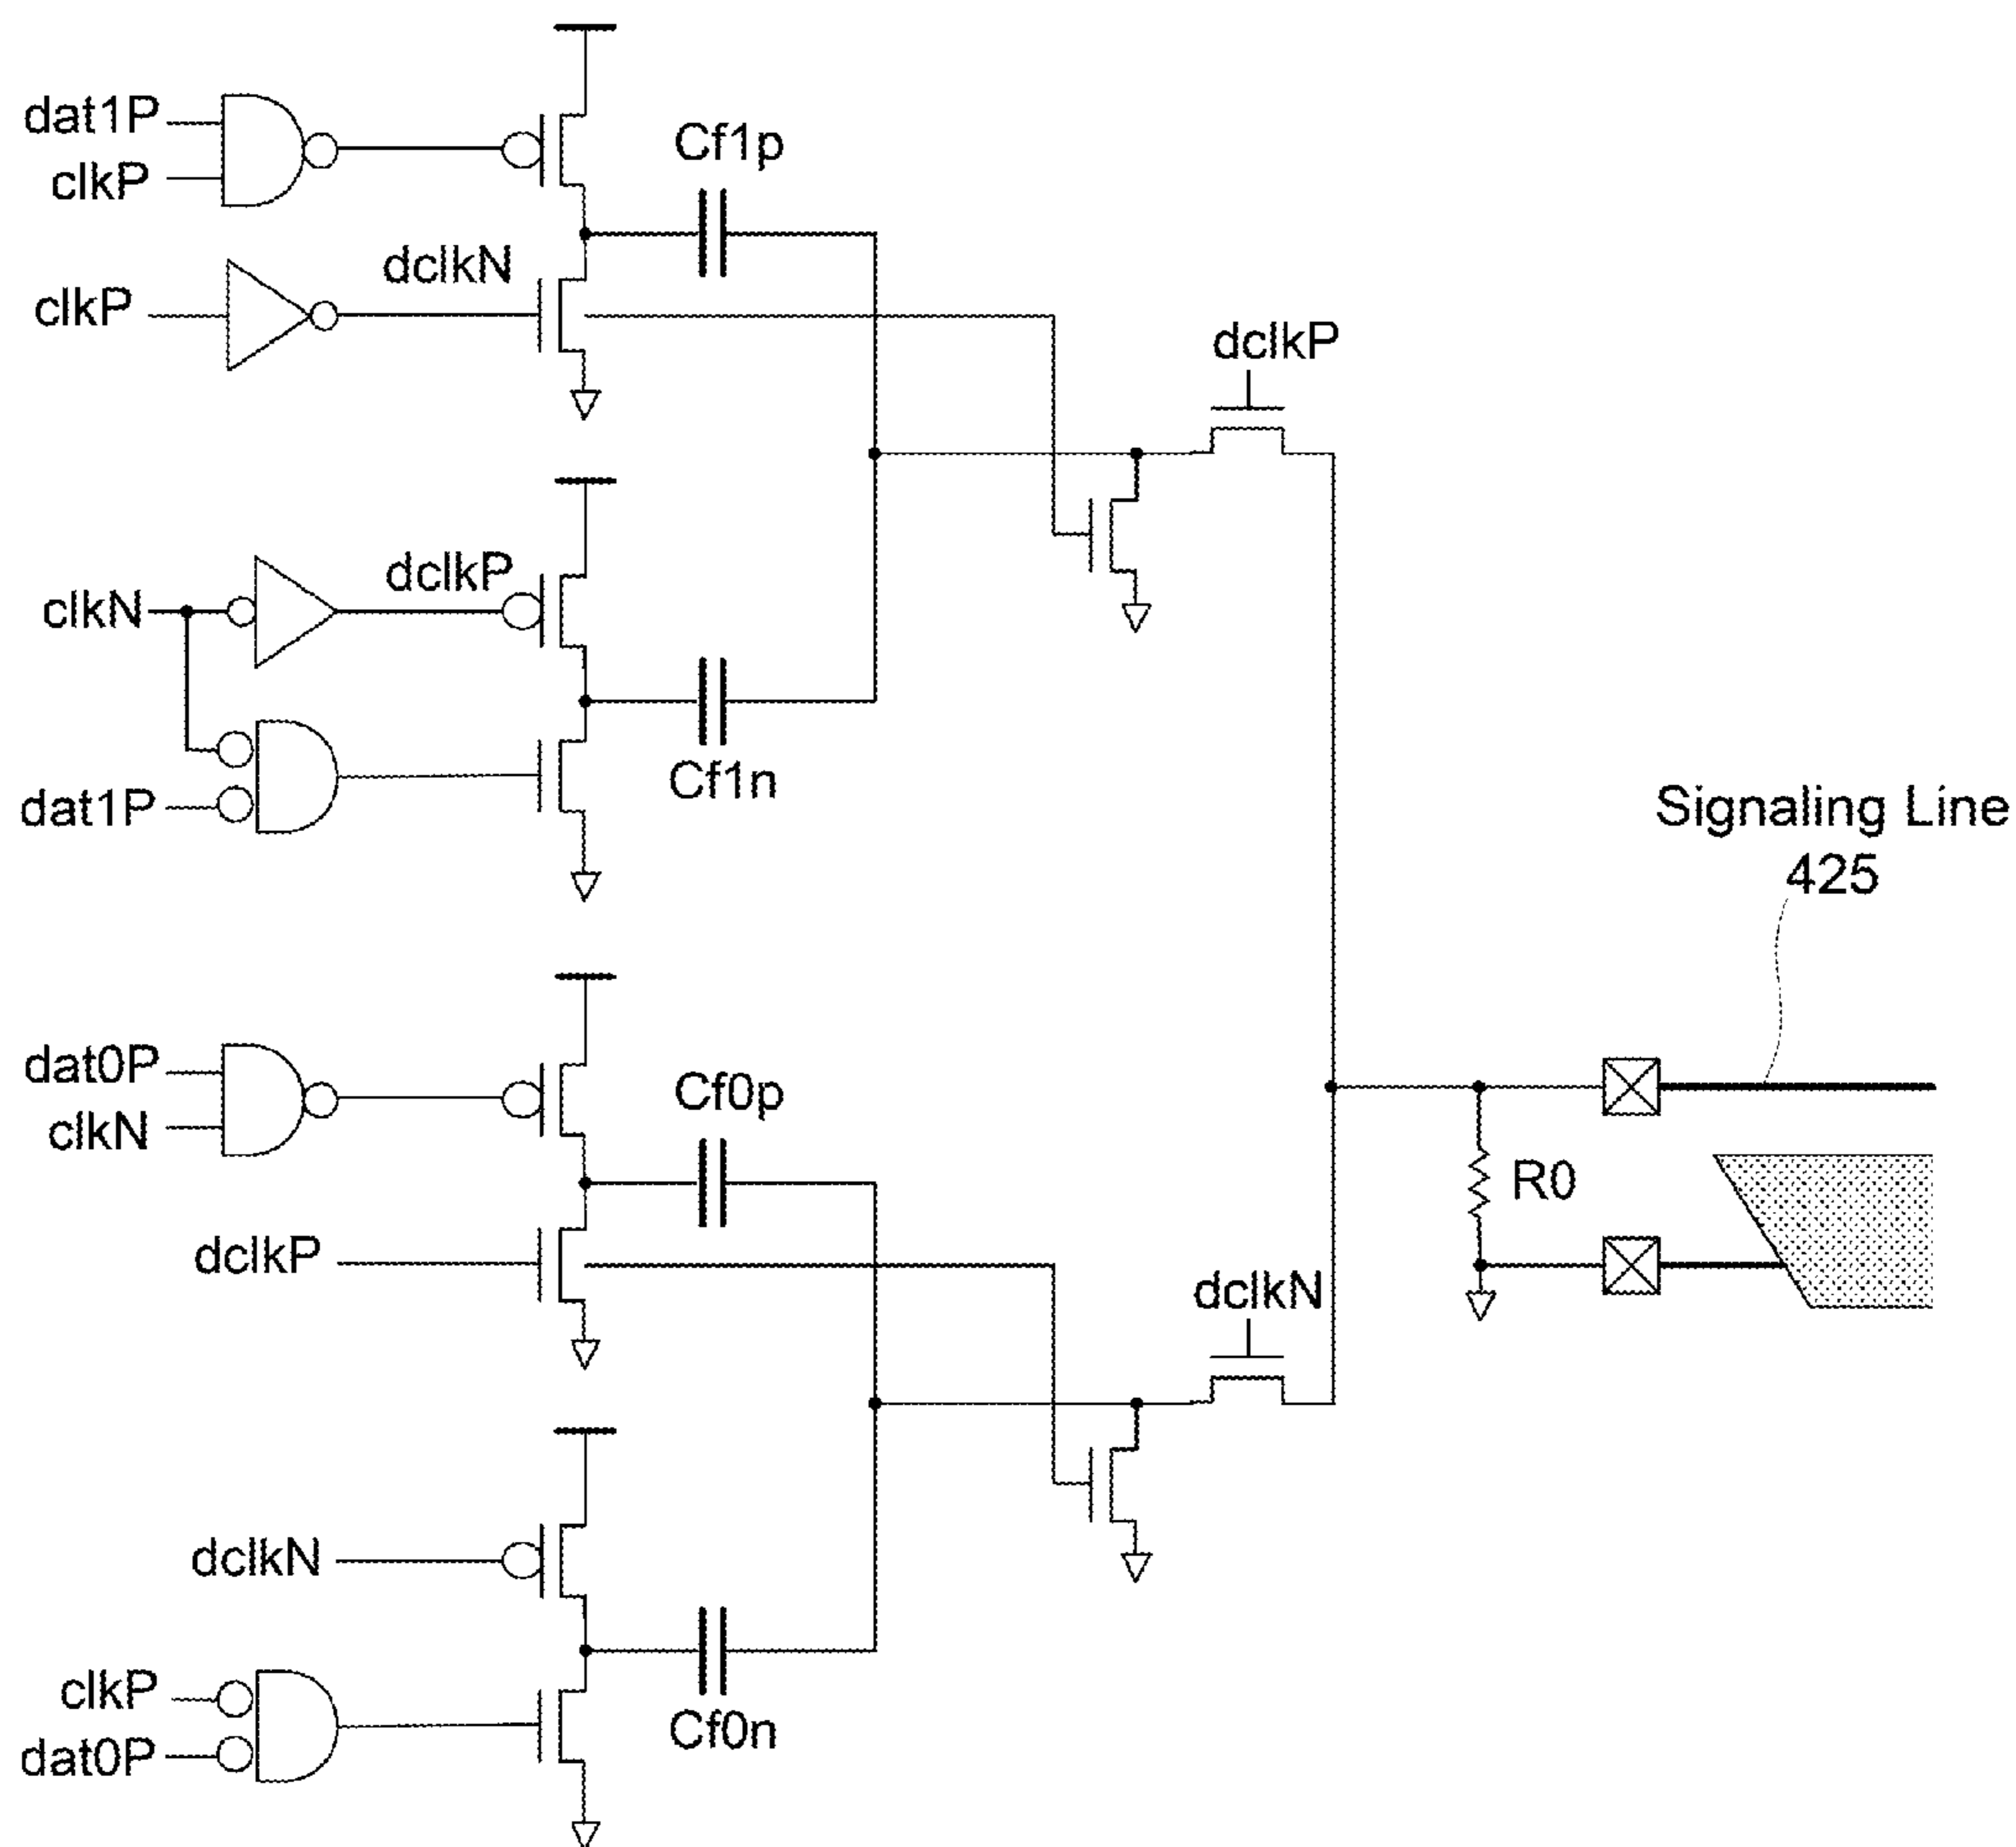 dat1P
clkP
Cf1p
clkP
dclkN
dclkP
clkN
dclkP
dat1P
Cf1n
Signaling Line
425
dat0P
clkN
Cf0p
R0
dclkP
dclkN
dclkN
clkP
dat0P
Cf0n